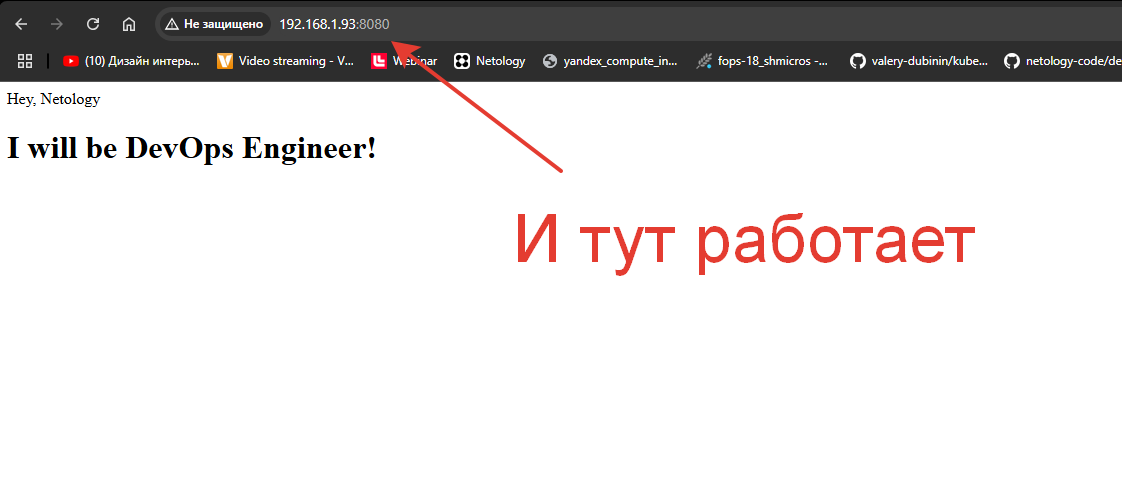 Не защищено 192.168.1.93:8080
(10) Дизайн интерь... Video streaming - V... Webinar Netology yandex_compute_in... fops-18_shmicros -... valery-dubinin/kube... netology-code/de
Hey, Netology
I will be DevOps Engineer!
И тут работает